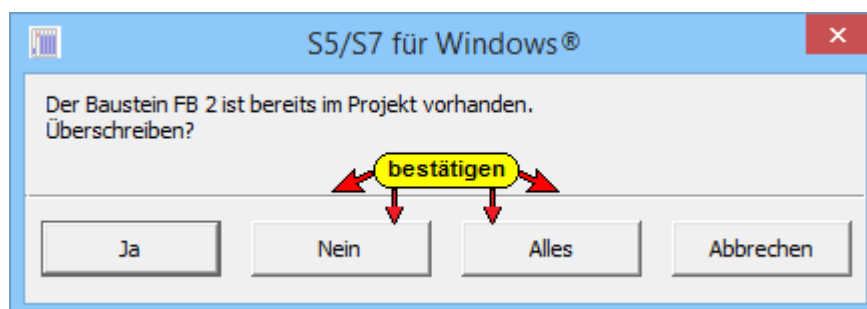 S5/S7 für Windows®
Der Baustein FB 2 ist bereits im Projekt vorhanden.
Überschreiben?
bestätigen
Ja
Nein
Alles
Abbrechen